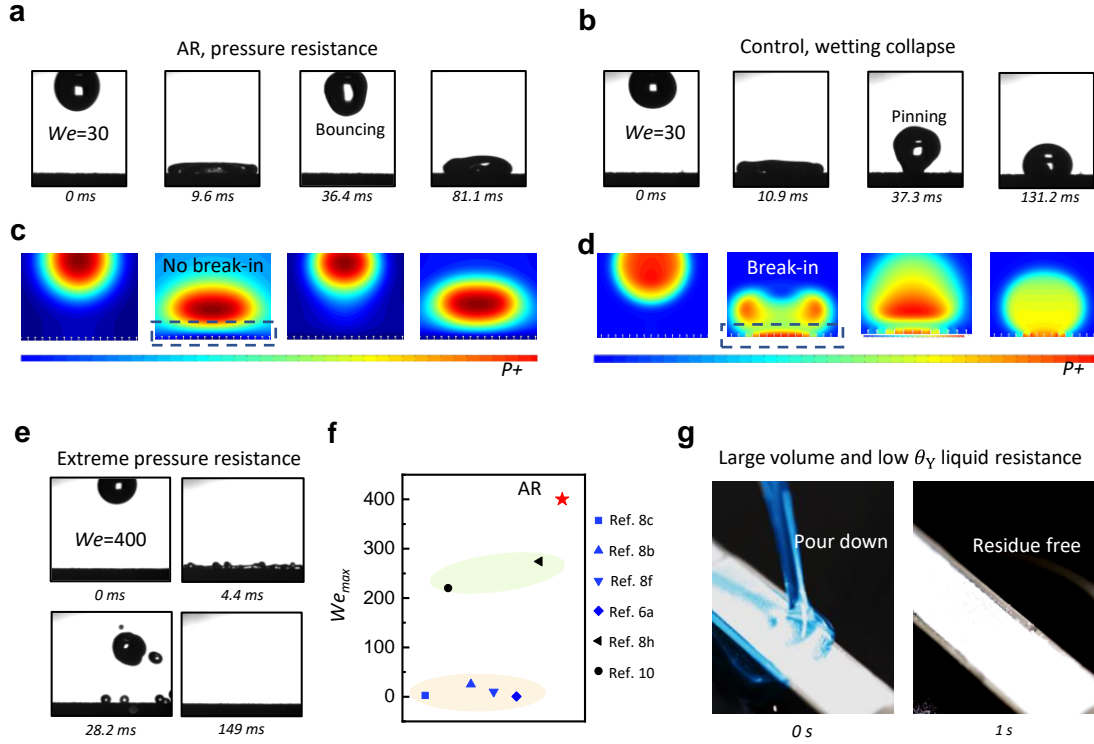 a
AR, pressure resistance
We=30
Bouncing
0 ms
9.6 ms
36.4 ms
81.1 ms
b
Control, wetting collapse
We=30
Pinning
0 ms
10.9 ms
37.3 ms
131.2 ms
c
No break-in
P+
d
Break-in
P+
e
Extreme pressure resistance
We=400
0 ms
4.4 ms
28.2 ms
149 ms
f
We_max
400
300
200
100
0
AR
Ref. 8c
Ref. 8b
Ref. 8f
Ref. 6a
Ref. 8h
Ref. 10
g
Large volume and low θ_Y liquid resistance
Pour down
Residue free
0 s
1 s